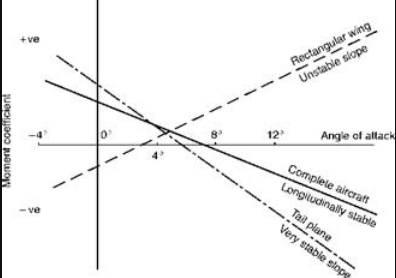 +ve
Rectangular wing
Unstable slope
Moment coefficient
-4°
0°
4°
8°
12°
Angle of attack
Complete aircraft
Longitudinally stable
-ve
Tail plane
Very stable slope